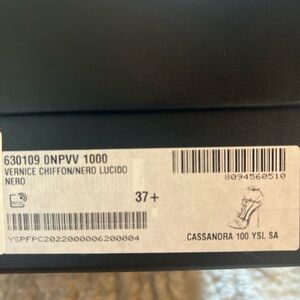 630109 0NPVV 1000
VERNICE CHIFFON/NERO LUCIDO
NERO
8094560510
37+
YSPFPC2022000006200004
CASSANDRA 100 YSL SA